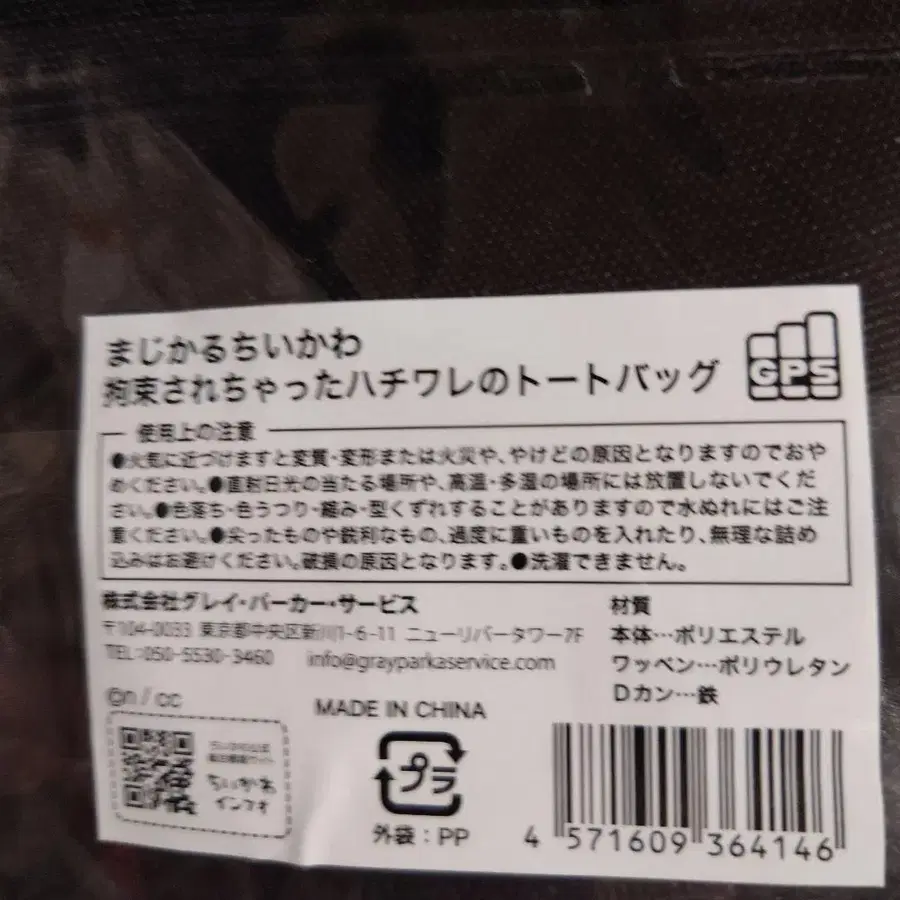 まじかるちいかわ
拘束されちゃったハチワレのトートバッグ
GPS
使用上の注意
●火気に近づけますと変質・変形または火災や、やけどの原因となりますのでおや
めください。●直射日光の当たる場所や、高温・多湿の場所には放置しないでくだ
さい。●色落ち・色うつり・縮み・型くずれすることがありますので水ぬれにはご注
意ください。●尖ったものや鋭利なもの、過度に重いものを入れたり、無理な詰め
込みはお避けください。破損の原因となります。●洗濯できません。
株式会社グレイ・パーカー・サービス
〒104-0033 東京都中央区新川1-6-11 ニューリバータワー7F
TEL:050-5530-3460 info@grayparkaservice.com
材質
本体…ポリエステル
ワッペン…ポリウレタン
Dカン…鉄
©n / cc
MADE IN CHINA
ちいかわ
インフォ
プラ
外袋：PP
4 571609 364146